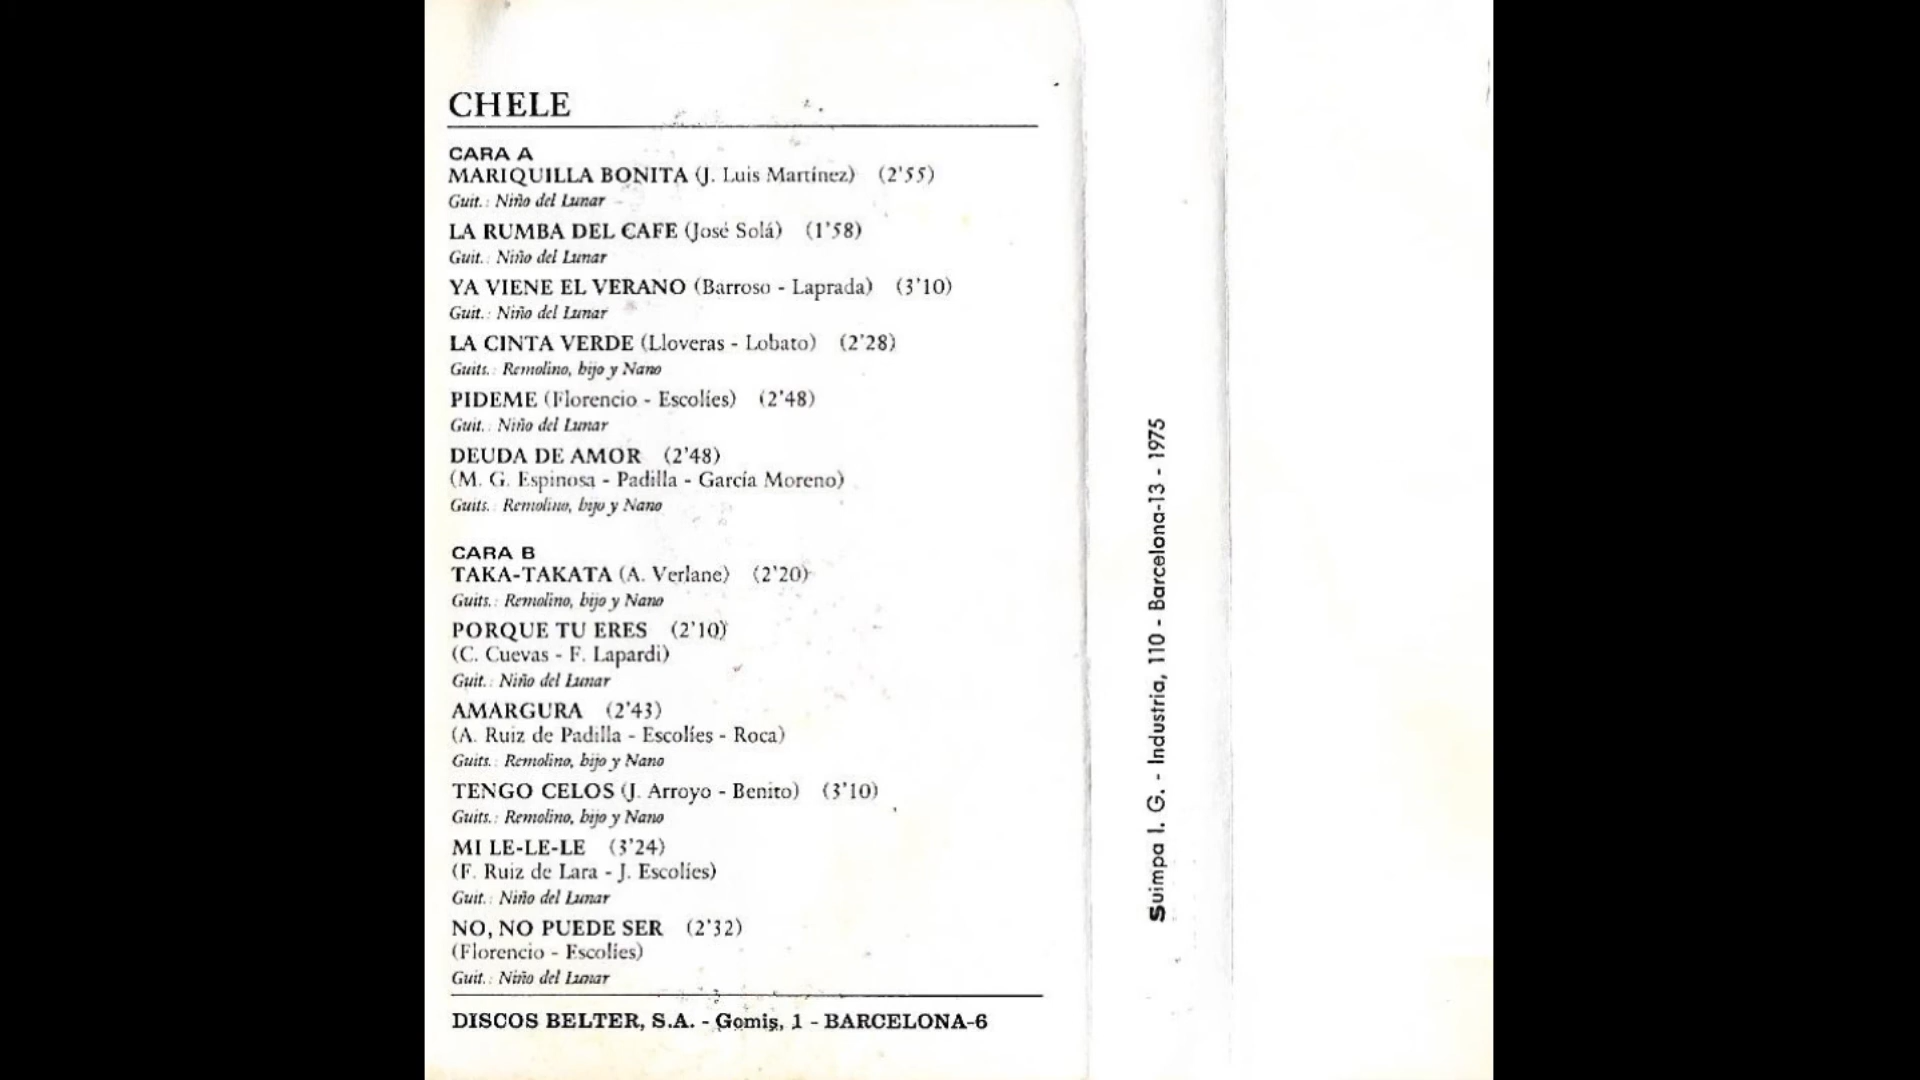 CHELE
CARA A
MARIQUILLA BONITA (J. Luis Martínez) (2'55)
Guit.: Niño del Lunar
LA RUMBA DEL CAFE (José Solá) (1'58)
Guit.: Niño del Lunar
YA VIENE EL VERANO (Barroso - Laprada) (3'10)
Guit.: Niño del Lunar
LA CINTA VERDE (Lloveras - Lobato) (2'28)
Guits.: Remolino, hijo y Nano
PIDEME (Florencio - Escolíes) (2'48)
Guit.: Niño del Lunar
DEUDA DE AMOR (2'48)
(M. G. Espinosa - Padilla - García Moreno)
Guits.: Remolino, hijo y Nano
CARA B
TAKA-TAKATA (A. Verlane) (2'20)
Guits.: Remolino, hijo y Nano
PORQUE TU ERES (2'10)
(C. Cuevas - F. Lapardi)
Guit.: Niño del Lunar
AMARGURA (2'43)
(A. Ruiz de Padilla - Escolíes - Roca)
Guits.: Remolino, hijo y Nano
TENGO CELOS (J. Arroyo - Benito) (3'10)
Guits.: Remolino, hijo y Nano
MI LE-LE-LE (3'24)
(F. Ruiz de Lara - J. Escolíes)
Guit.: Niño del Lunar
NO, NO PUEDE SER (2'32)
(Florencio - Escolíes)
Guit.: Niño del Lunar
DISCOS BELTER, S.A. - Gomis, 1 - BARCELONA-6
Suimpa I. G. - Industria, 110 - Barcelona-13 - 1975